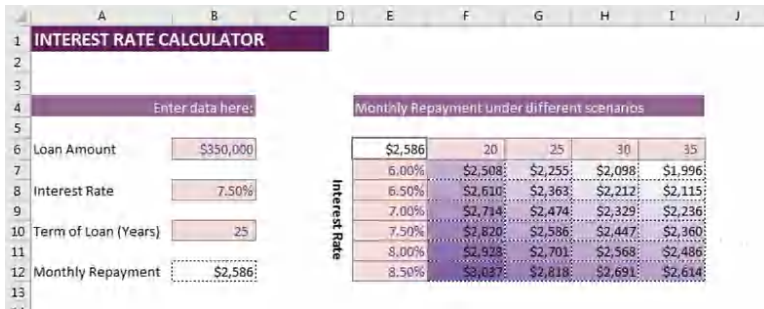 A B C D E F G H I J
1 INTEREST RATE CALCULATOR
2
3
4 Enter data here: Monthly Repayment under different scenarios
5
6 Loan Amount $350,000 $2,586 20 25 30 35
7 6.00% $2,508 $2,255 $2,098 $1,996
8 Interest Rate 7.50% 6.50% $2,610 $2,363 $2,212 $2,115
Interest Rate
9 7.00% $2,714 $2,474 $2,329 $2,236
10 Term of Loan (Years) 25 7.50% $2,820 $2,586 $2,447 $2,360
11 8.00% $2,928 $2,701 $2,568 $2,486
12 Monthly Repayment $2,586 8.50% $3,037 $2,818 $2,691 $2,614
13